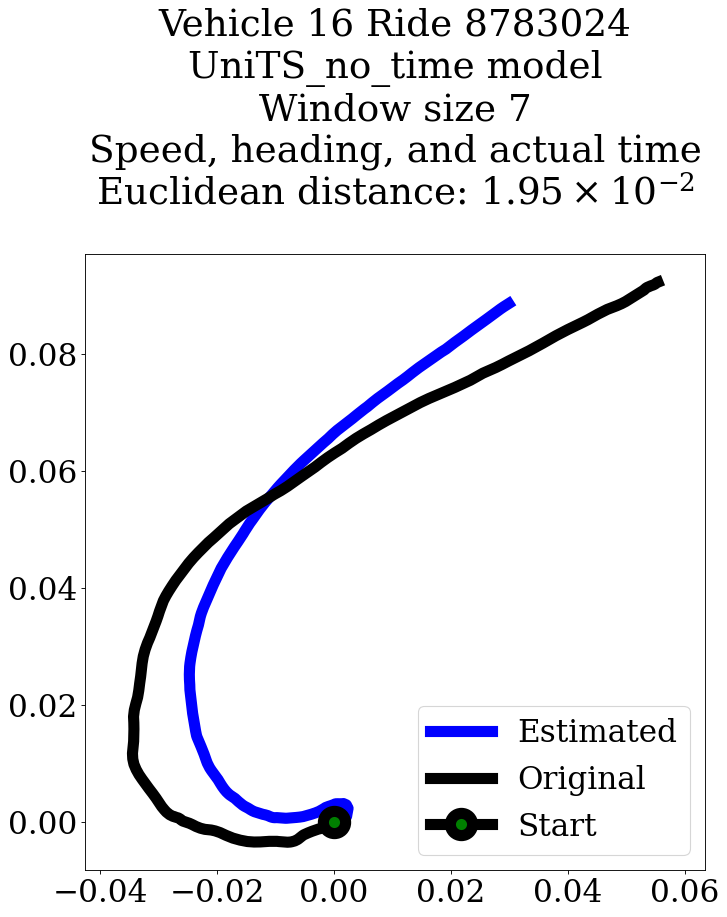 Vehicle 16 Ride 8783024
UniTS_no_time model
Window size 7
Speed, heading, and actual time
Euclidean distance: 1.95 × 10⁻²
0.08
0.06
0.04
0.02
0.00
Estimated
Original
Start
−0.04 −0.02 0.00 0.02 0.04 0.06